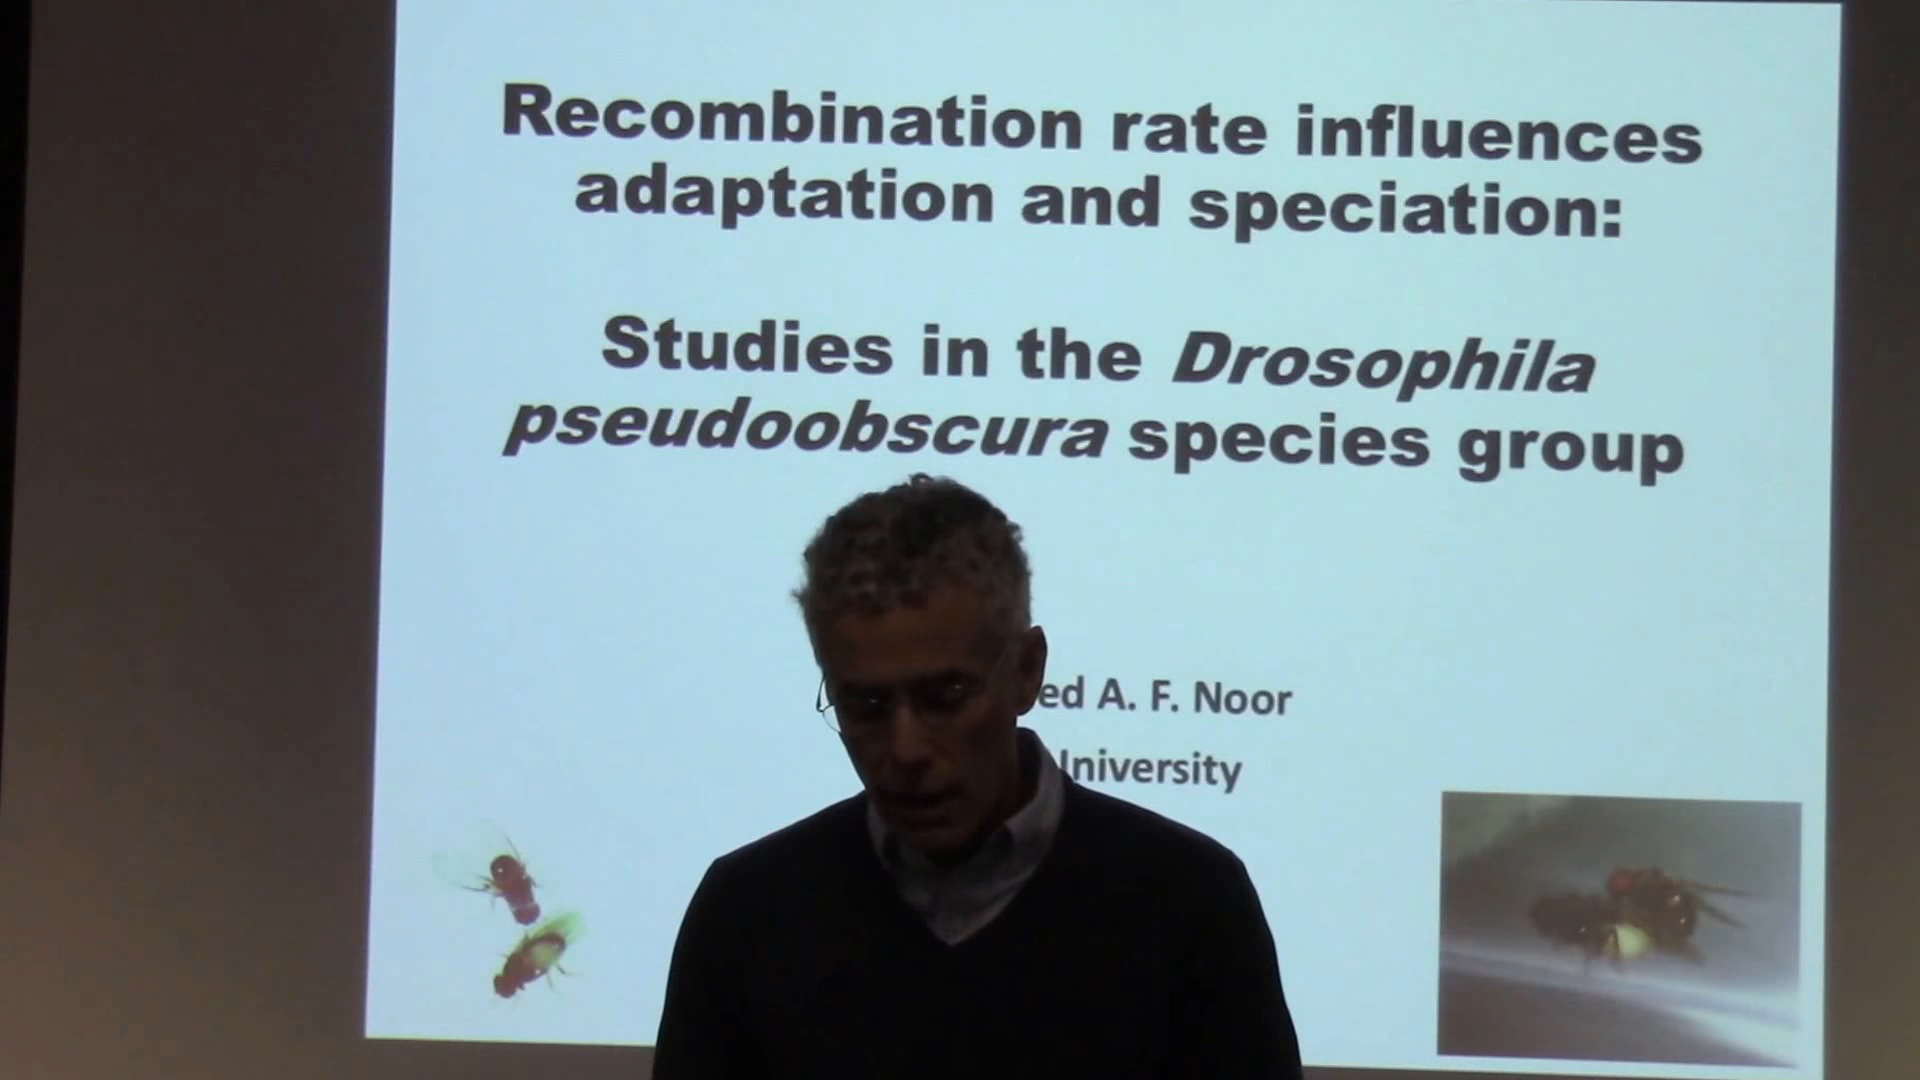 Recombination rate influences
adaptation and speciation:
Studies in the Drosophila
pseudoobscura species group
ed A. F. Noor
University